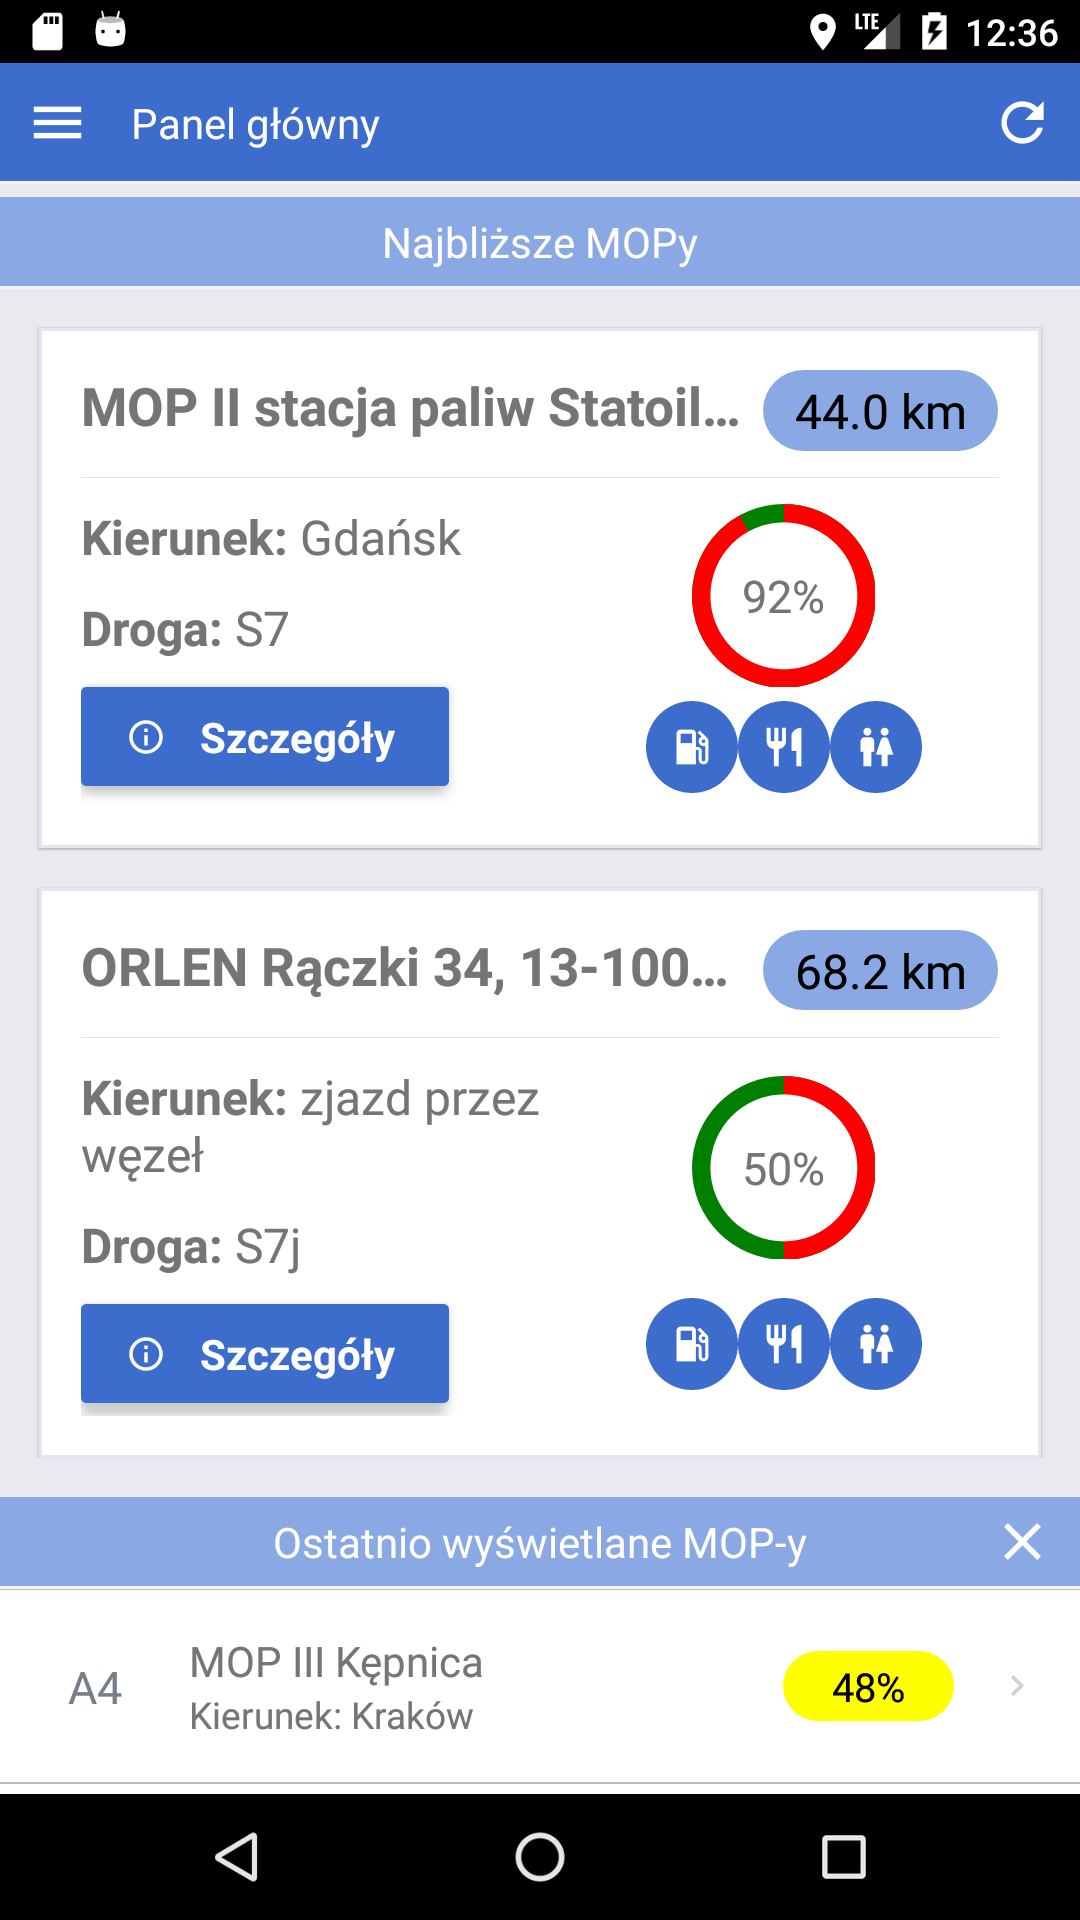 LTE 12:36
Panel główny
Najbliższe MOPy
MOP II stacja paliw Statoil... 44.0 km
Kierunek: Gdańsk
92%
Droga: S7
Szczegóły
ORLEN Rączki 34, 13-100... 68.2 km
Kierunek: zjazd przez
węzeł
50%
Droga: S7j
Szczegóły
Ostatnio wyświetlane MOP-y
MOP III Kępnica
A4 48%
Kierunek: Kraków